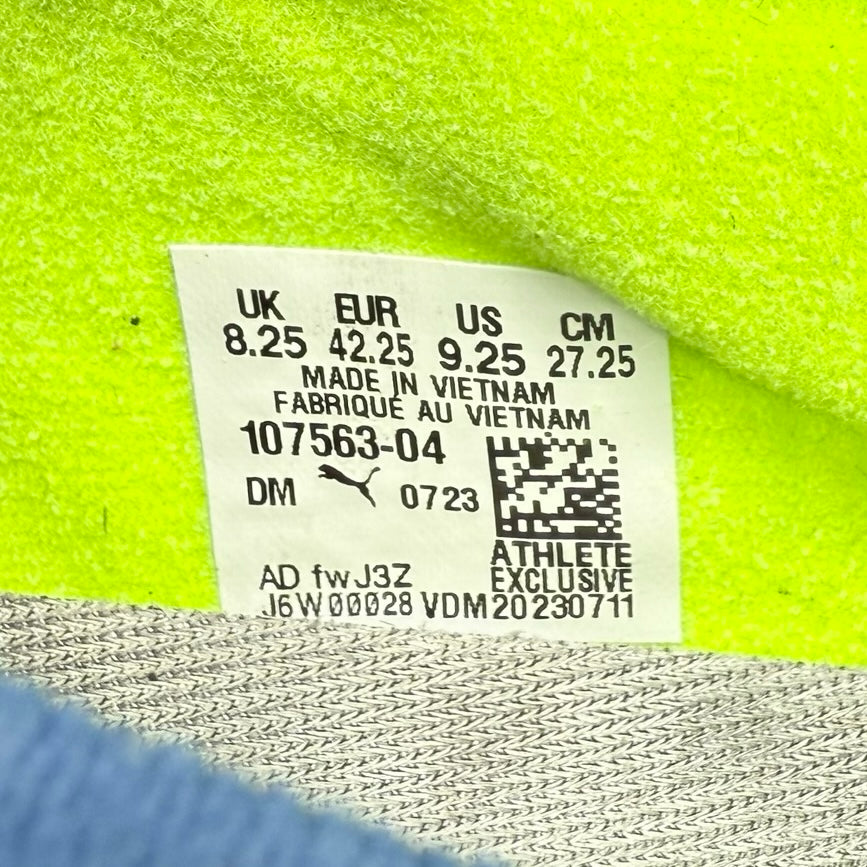 UK EUR US CM
8.25 42.25 9.25 27.25
MADE IN VIETNAM
FABRIQUÉ AU VIETNAM
107563-04
DM 0723
ATHLETE
EXCLUSIVE
AD fwJ3Z
J6W00028 VDM20230711